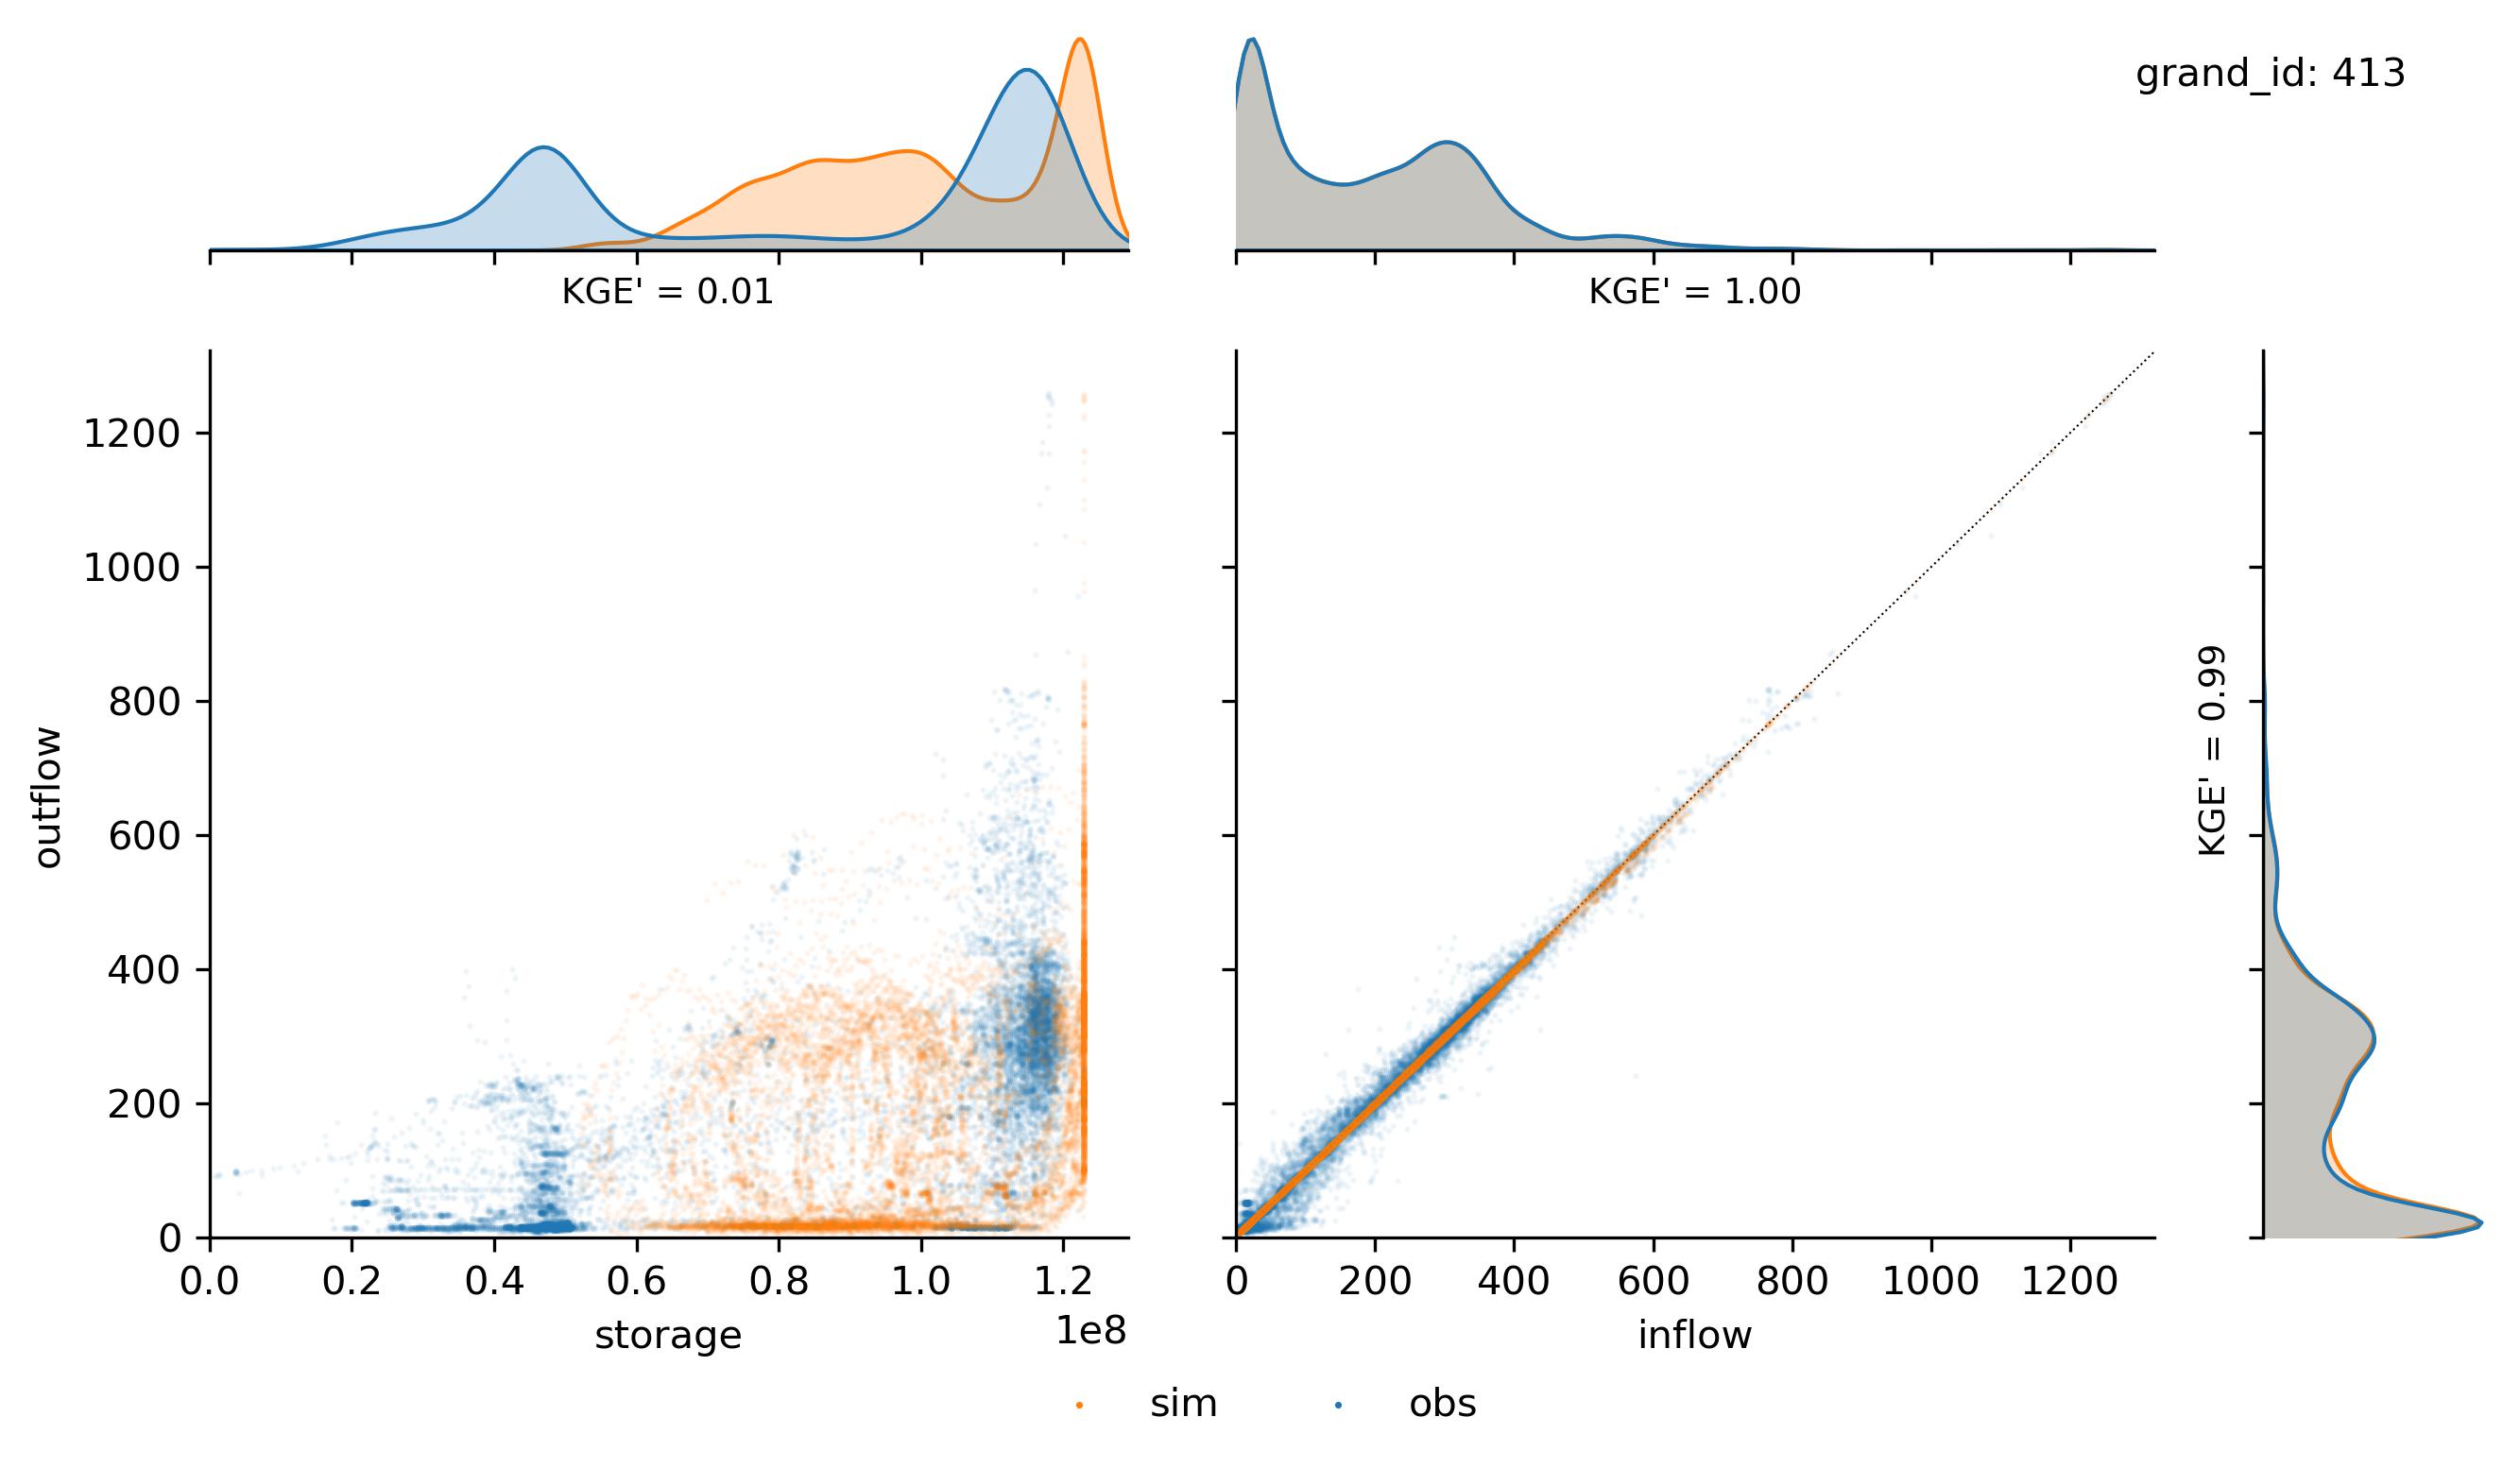 grand_id: 413
KGE' = 0.01
KGE' = 1.00
1200
1000
800
600
400
200
0
outflow
KGE' = 0.99
0.0 0.2 0.4 0.6 0.8 1.0 1.2
1e8
storage
0 200 400 600 800 1000 1200
inflow
sim obs